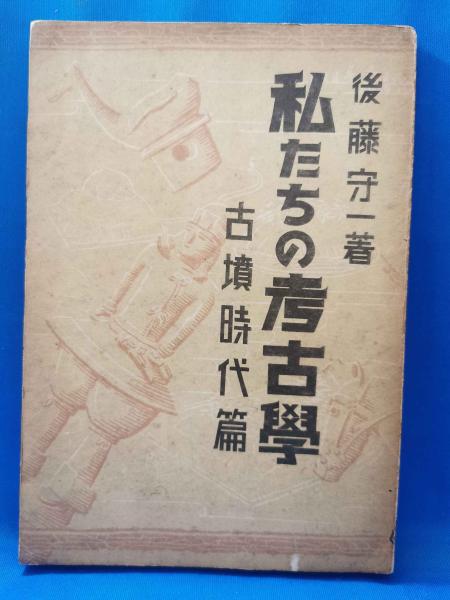 後藤守一著
私たちの考古學
古墳時代篇